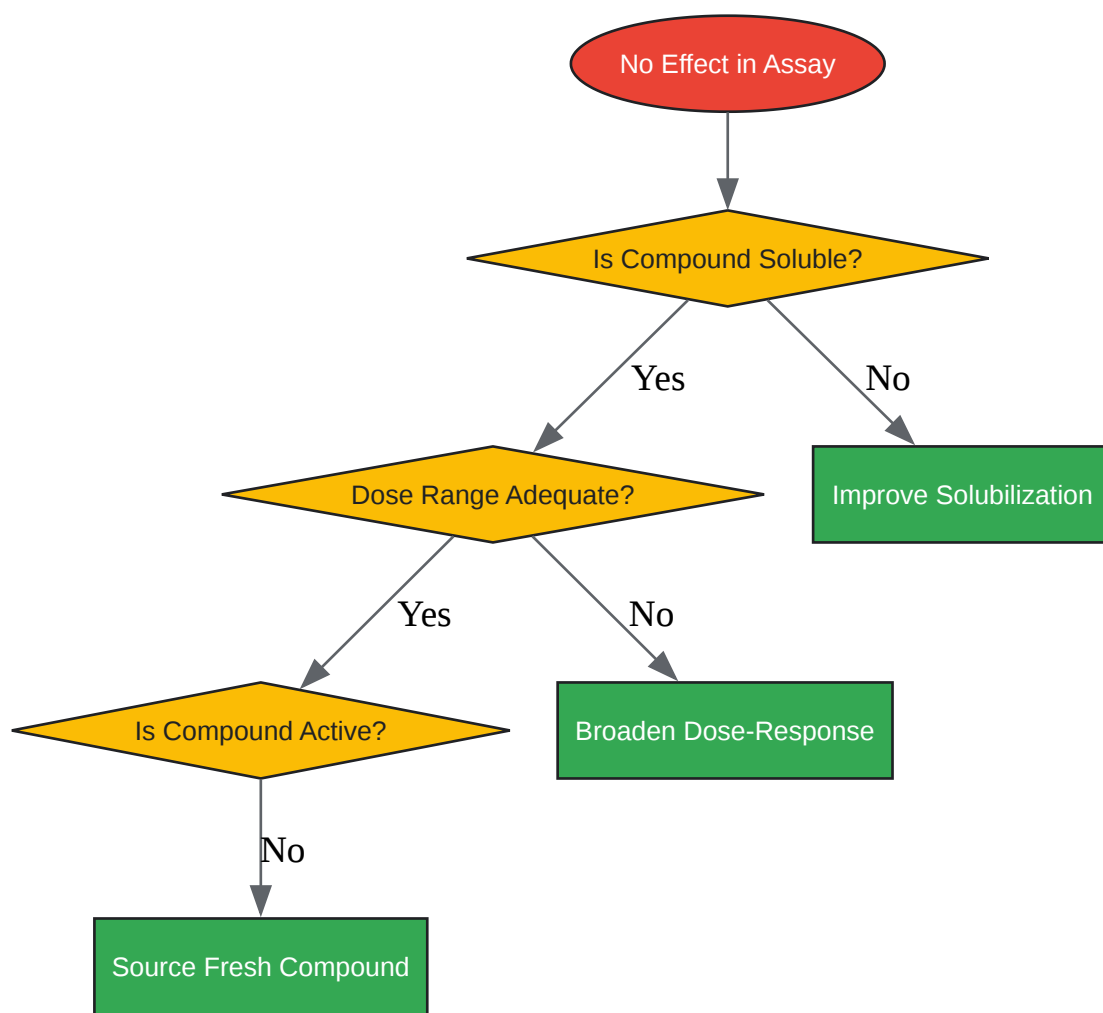 No Effect in Assay
Is Compound Soluble?
Yes
No
Dose Range Adequate?
Improve Solubilization
Yes
No
Is Compound Active?
Broaden Dose-Response
No
Source Fresh Compound